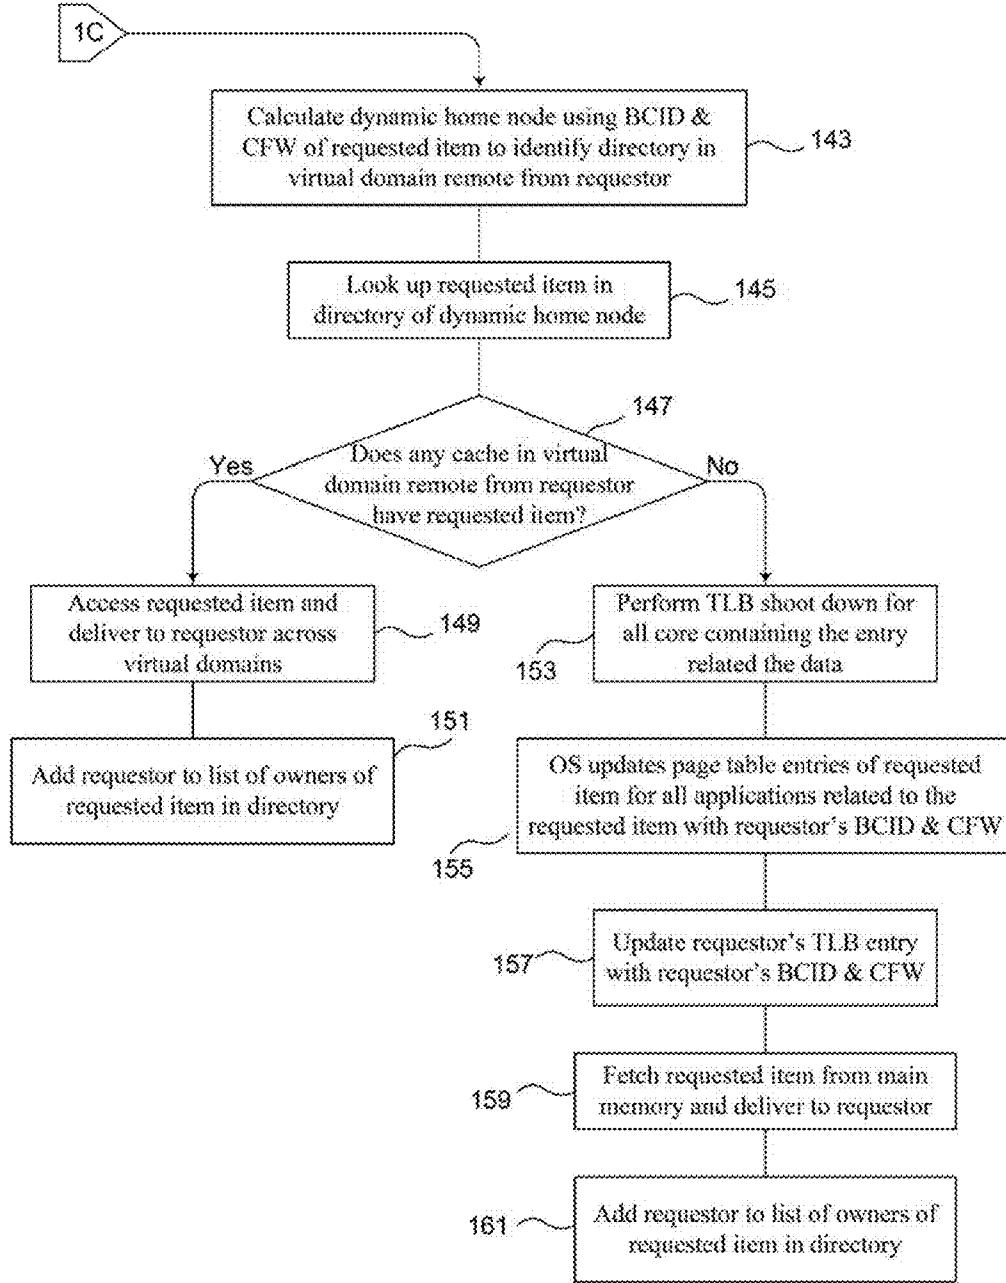 1C
Calculate dynamic home node using BCID &
CFW of requested item to identify directory in
virtual domain remote from requestor
143
Look up requested item in
directory of dynamic home node
145
147
Does any cache in virtual
domain remote from requestor
have requested item?
Yes
No
Access requested item and
deliver to requestor across
virtual domains
149
Add requestor to list of owners of
requested item in directory
151
Perform TLB shoot down for
all core containing the entry
related the data
153
OS updates page table entries of requested
item for all applications related to the
requested item with requestor's BCID & CFW
155
Update requestor's TLB entry
with requestor's BCID & CFW
157
Fetch requested item from main
memory and deliver to requestor
159
Add requestor to list of owners of
requested item in directory
161